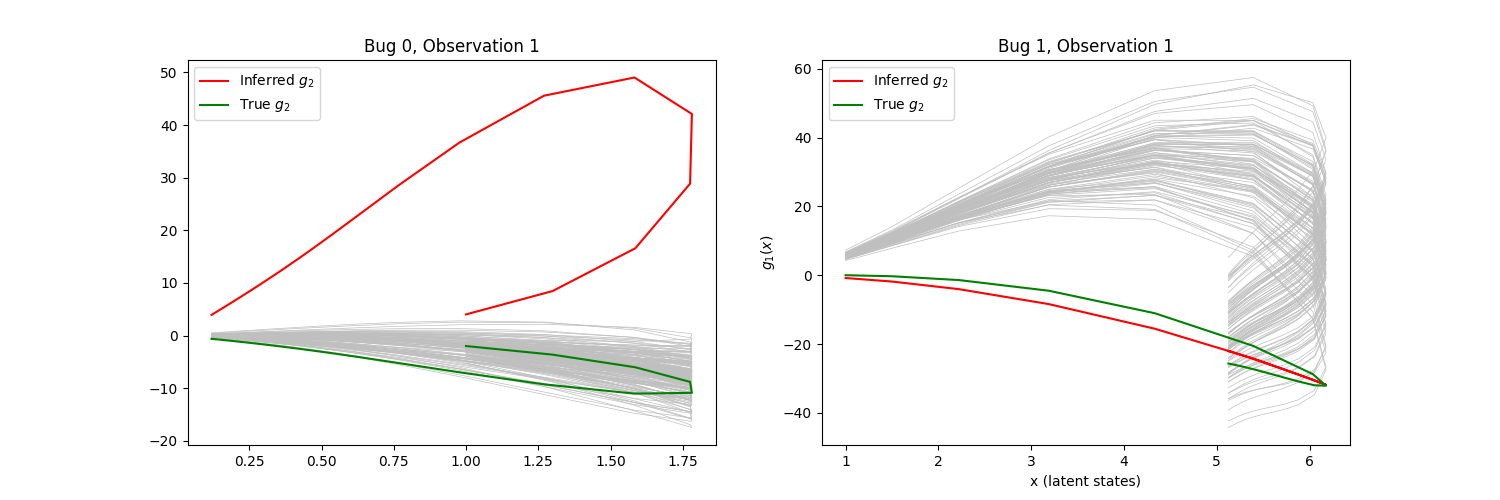 Bug 0, Observation 1
Inferred g₂
True g₂
50
40
30
20
10
0
−10
−20
0.25 0.50 0.75 1.00 1.25 1.50 1.75
Bug 1, Observation 1
Inferred g₂
True g₂
g₁(x)
60
40
20
0
−20
−40
1 2 3 4 5 6
x (latent states)